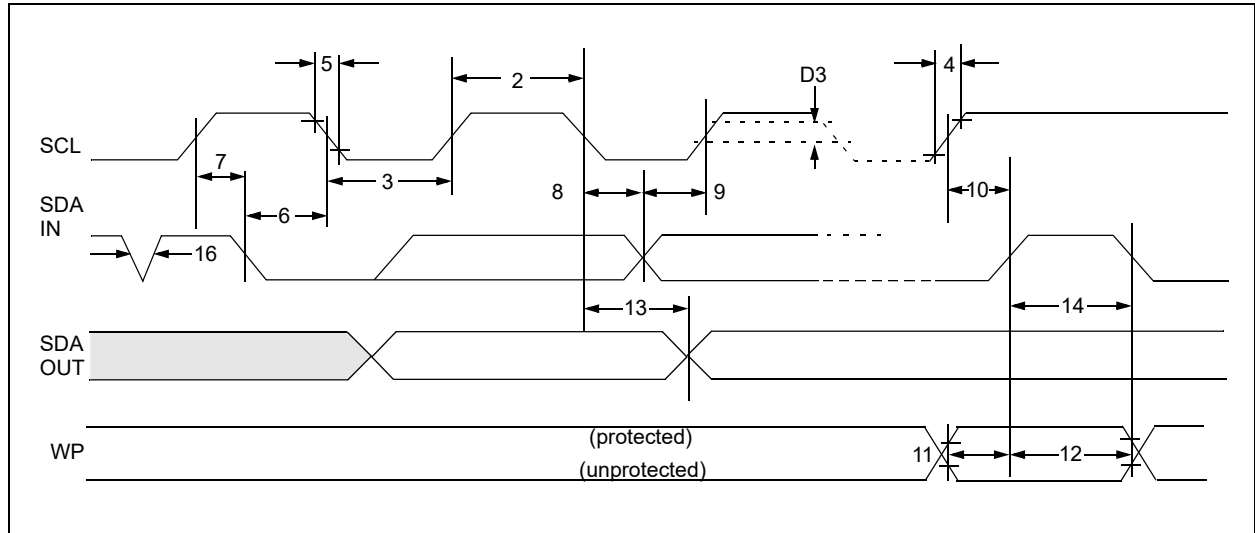 5
2
D3
4
SCL
7
3
8
9
10
SDA
IN
6
16
13
14
SDA
OUT
(protected)
WP
11
12
(unprotected)